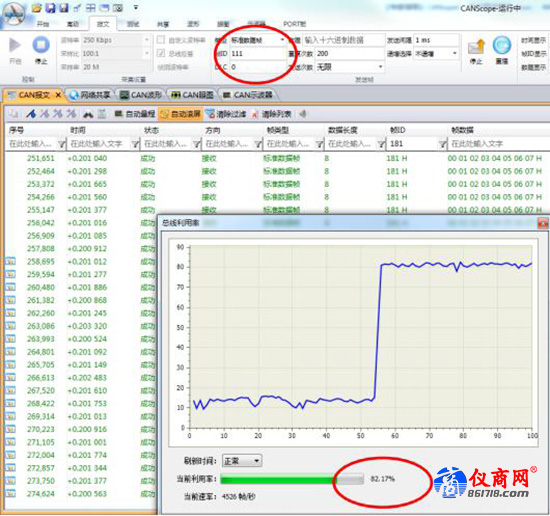 CANScope-运行中
开始 高级 报文 测试 共享 波形 眼图 示波器 PORT板
波特率 250 Kbps 自定义波特率 帧类型 标准数据帧 数据 输入十六进制数据 发送间隔 1 ms 时间显示
采样比 100:1 总线应答 帧ID 111 重复次数 200 通道选择 不通增 帧ID显示
采样率 20 M 侦测波特率 DLC 0 发送次数 无限 数据显示
开始 停止 停止 重播
控制 采集设置 发送帧
CAN报文 网络共享 CAN波形 CAN眼图 CAN示波器
自动量程 自动滚屏 清除过滤 清除列表
序号 时间 状态 方向 帧类型 数据长度 帧ID 帧数据
在此处输入... 在此处输入文字 在此处输入... 在此处输入... 在此处输入... 在此处输入... 181 在此处输入文字
251,651 +0.201 040 成功 接收 标准数据帧 8 181 H 00 01 02 03 04 05 06 07 H
252,464 +0.201 298 成功 接收 标准数据帧 8 181 H 00 01 02 03 04 05 06 07 H
253,372 +0.201 665 成功 接收 标准数据帧 8 181 H 00 01 02 03 04 05 06 07 H
254,266 +0.201 560 成功 接收 标准数据帧 8 181 H 00 01 02 03 04 05 06 07 H
255,147 +0.201 377 成功 接收 标准数据帧 8 181 H 00 01 02 03 04 05 06 07 H
256,042 +0.201 016 成功
256,909 +0.201 085 成功
257,808 +0.200 912 成功
258,695 +0.201 012 成功
259,594 +0.201 277 成功
260,480 +0.201 886 成功
261,382 +0.200 868 成功
262,260 +0.201 245 成功
263,086 +0.203 320 成功
263,993 +0.200 524 成功
264,801 +0.201 092 成功
265,705 +0.201 149 成功
266,613 +0.202 483 成功
267,520 +0.201 610 成功
268,422 +0.201 758 成功
269,314 +0.201 013 成功
270,223 +0.200 916 成功
271,105 +0.201 001 成功
272,004 +0.201 774 成功
272,857 +0.201 344 成功
273,750 +0.201 377 成功
274,624 +0.200 563 成功
总线利用率
90
80
70
60
50
40
30
20
10
0
0 10 20 30 40 50 60 70 80 90 100
刷新时间: 正常
当前利用率: 82.17%
当前速率: 4526 帧/秒
仪商网
861718.com